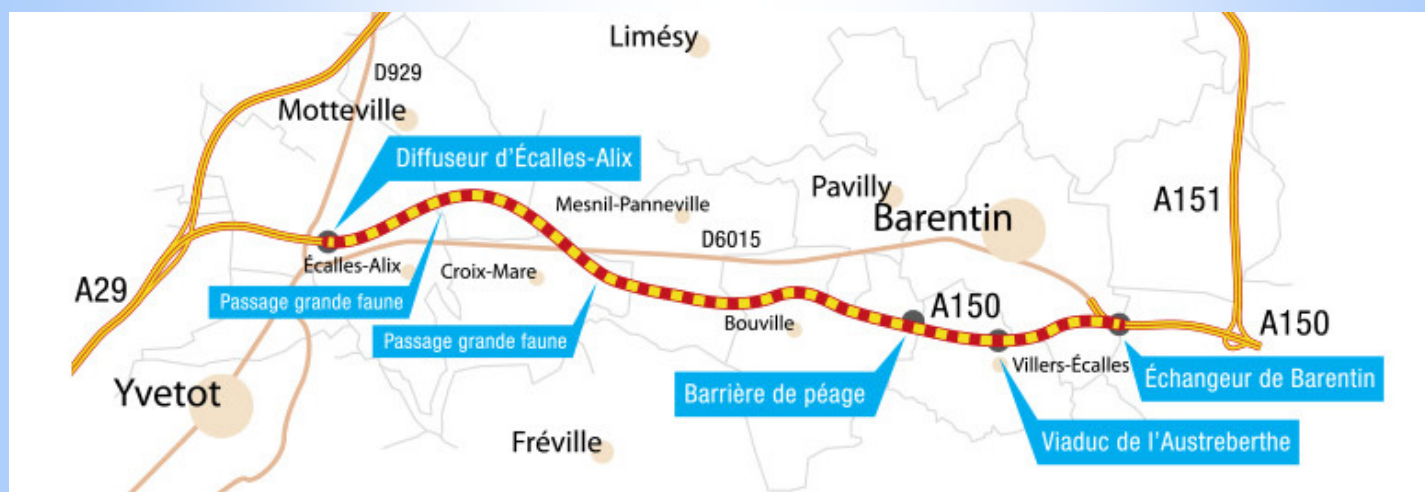 Limésy
D929
Motteville
Diffuseur d'Écalles-Alix
Pavilly
A151
Mesnil-Panneville
Barentin
D6015
Écalles-Alix
Croix-Mare
A29
Passage grande faune
A150
A150
Bouville
Passage grande faune
Villers-Écalles
Échangeur de Barentin
Yvetot
Barrière de péage
Fréville
Viaduc de l'Austreberthe